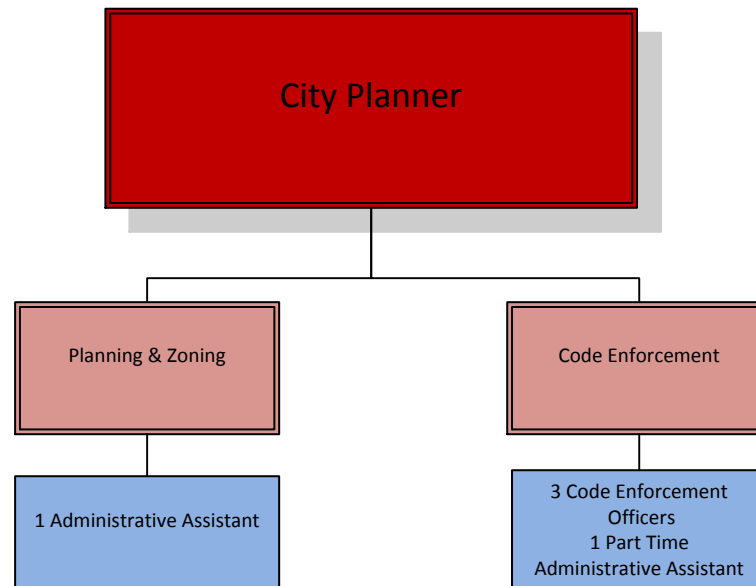 City Planner
Planning & Zoning
Code Enforcement
1 Administrative Assistant
3 Code Enforcement
Officers
1 Part Time
Administrative Assistant